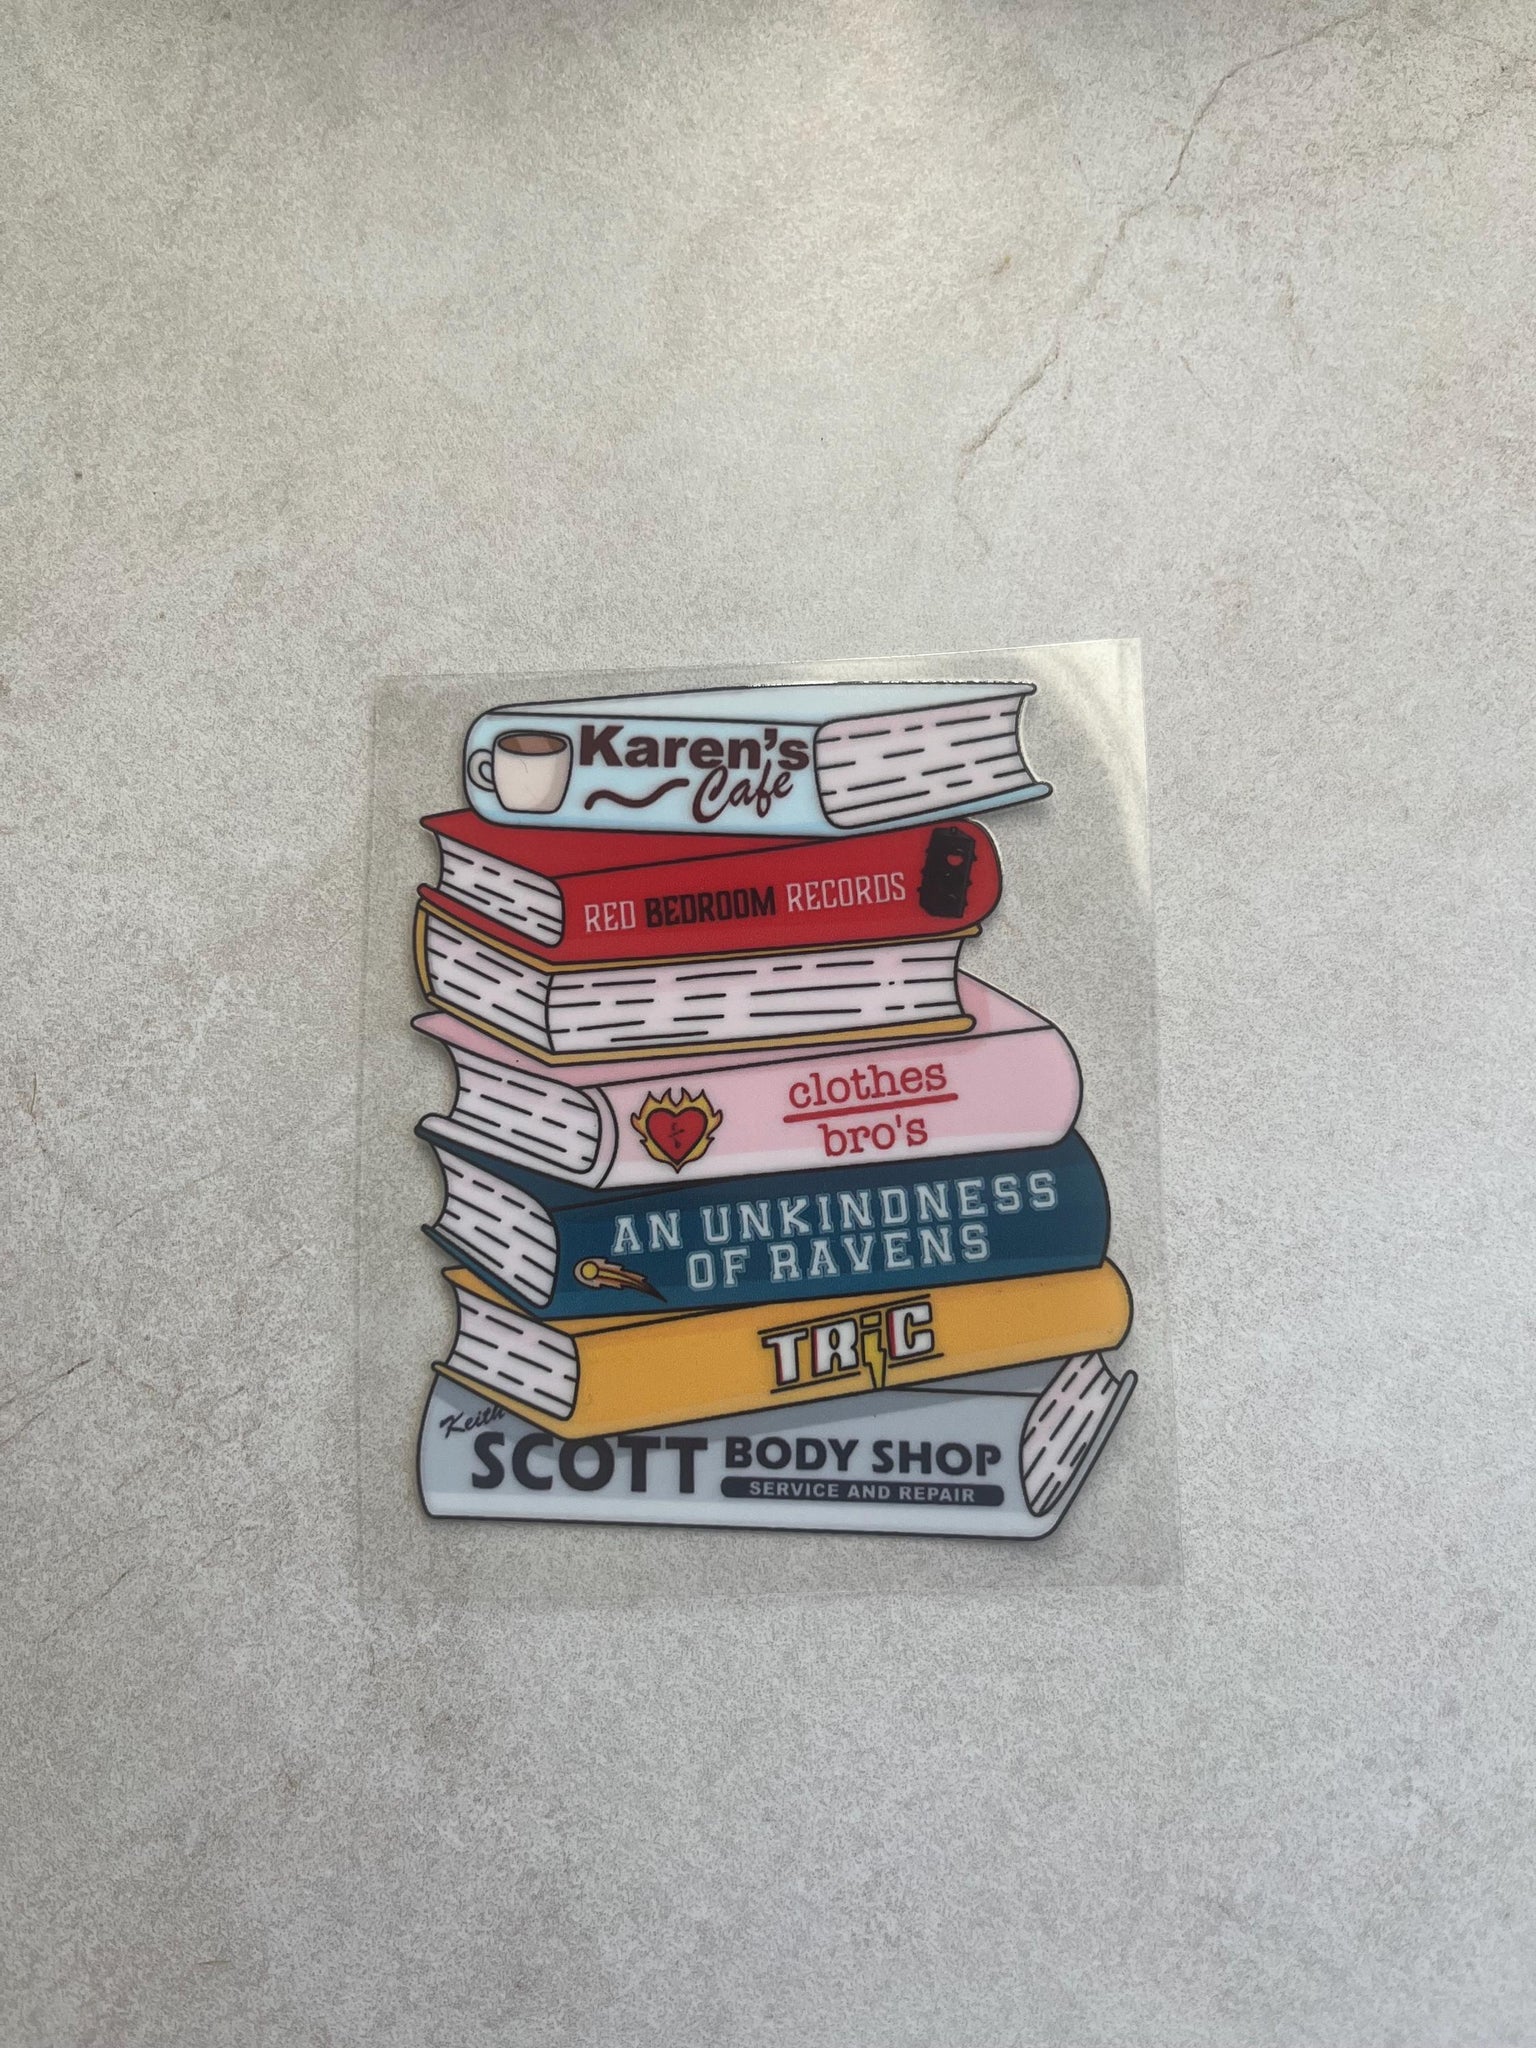 Karen's
Cafe
RED BEDROOM RECORDS
clothes
bro's
AN UNKINDNESS
OF RAVENS
TRiC
Keith
SCOTT BODY SHOP
SERVICE AND REPAIR